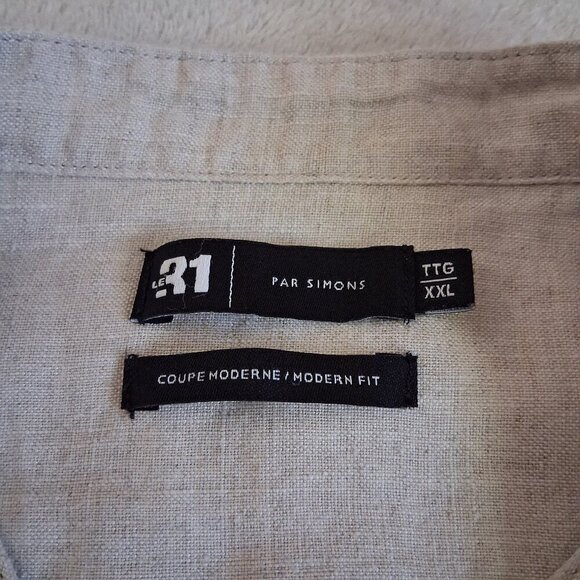 LE 31
PAR SIMONS
TTG
XXL
COUPE MODERNE / MODERN FIT